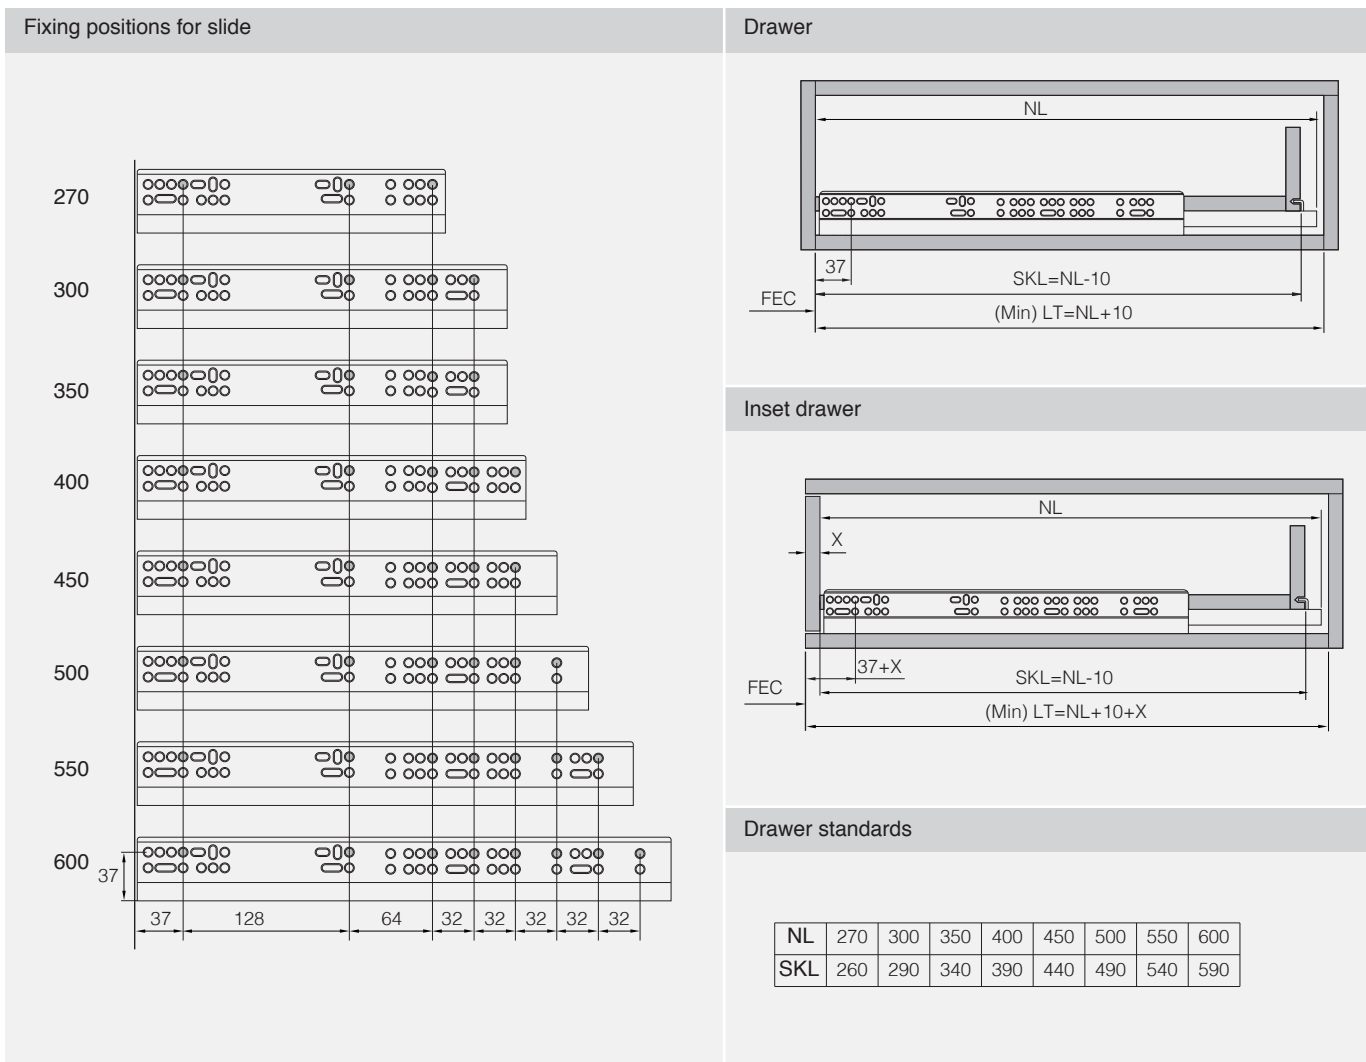 Fixing positions for slide
270
300
350
400
450
500
550
600
37
37 128 64 32 32 32 32 32
Drawer
NL
37
SKL=NL-10
FEC
(Min) LT=NL+10
Inset drawer
NL
X
37+X
SKL=NL-10
FEC
(Min) LT=NL+10+X
Drawer standards
NL 270 300 350 400 450 500 550 600
SKL 260 290 340 390 440 490 540 590